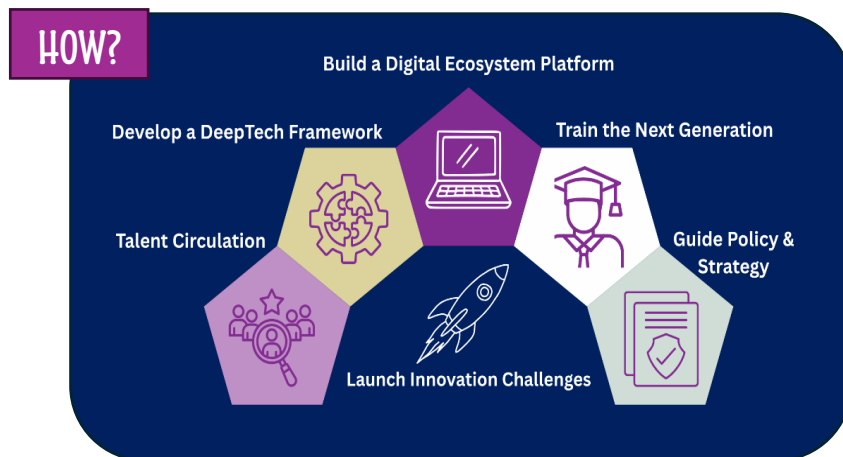 HOW?
Build a Digital Ecosystem Platform
Develop a DeepTech Framework
Train the Next Generation
Talent Circulation
Guide Policy &
Strategy
Launch Innovation Challenges